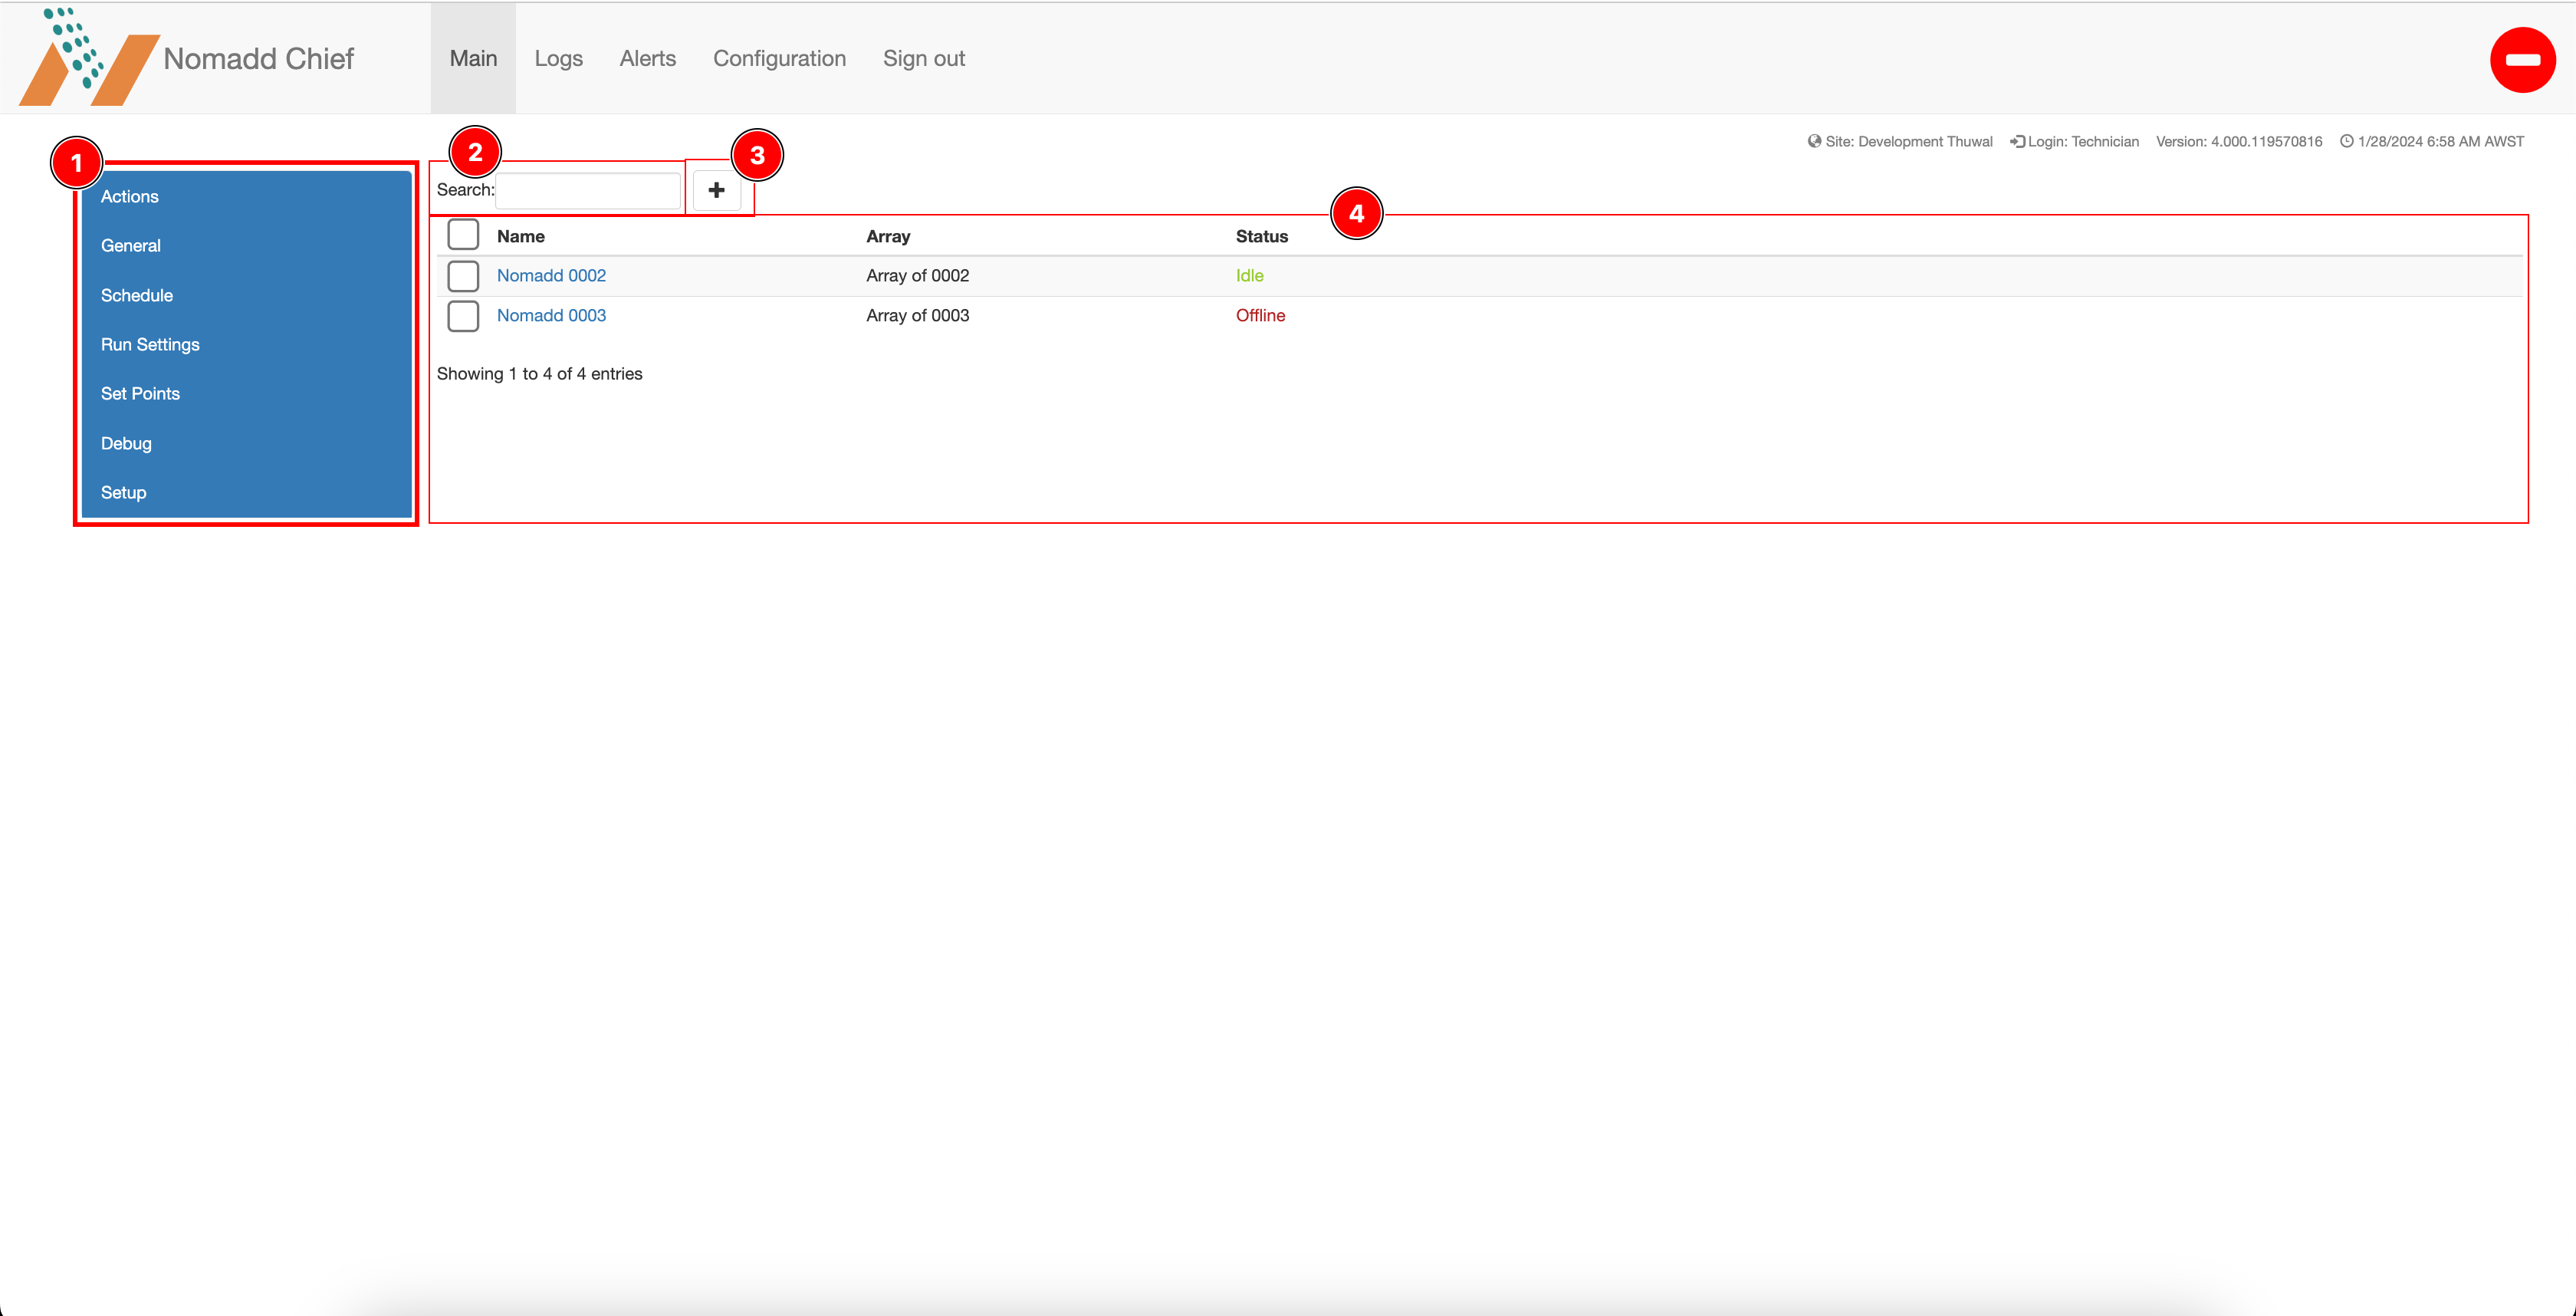 Nomadd Chief
Main Logs Alerts Configuration Sign out
Site: Development Thuwal Login: Technician Version: 4.000.119570816 1/28/2024 6:58 AM AWST
1
2
3
4
Actions
General
Schedule
Run Settings
Set Points
Debug
Setup
Search:
Name Array Status
Nomadd 0002 Array of 0002 Idle
Nomadd 0003 Array of 0003 Offline
Showing 1 to 4 of 4 entries